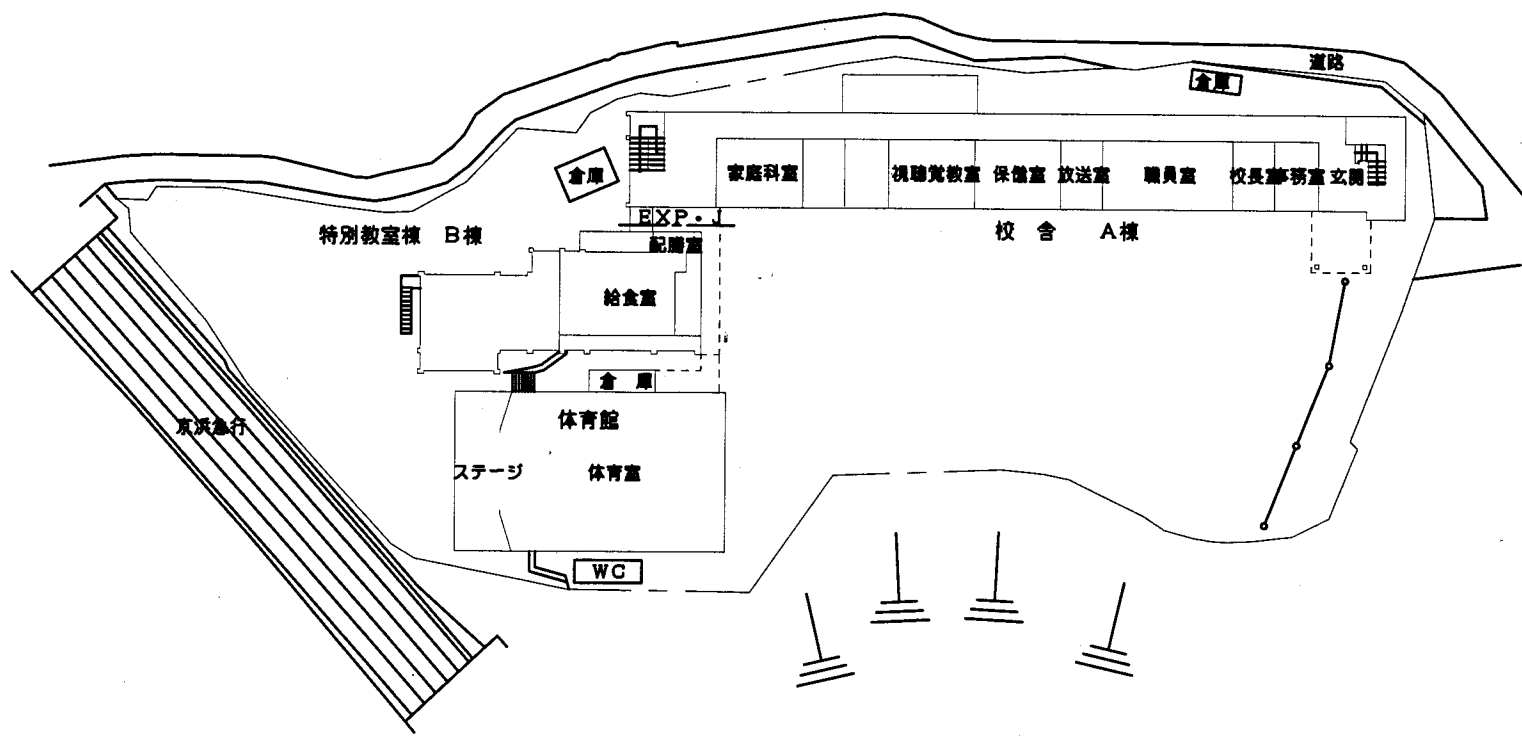 道路
倉庫
倉庫
家庭科室
視聴覚教室
保健室
放送室
職員室
校長室
事務室
玄関
EXP・J
特別教室棟 B棟
配膳室
校舎 A棟
給食室
倉庫
体育館
京浜急行
ステージ
体育室
WC